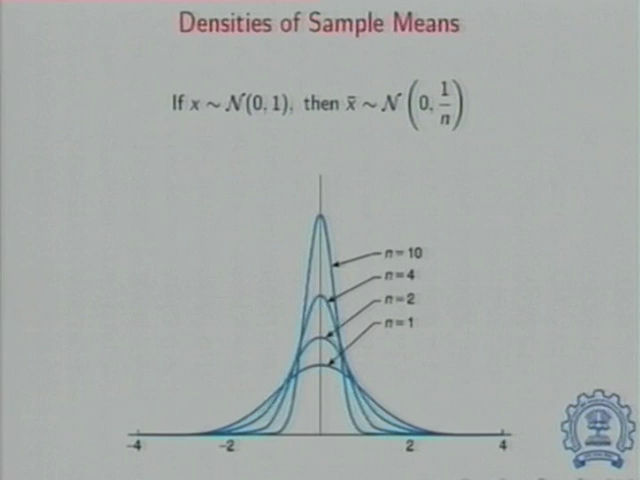 Densities of Sample Means
If x ~ N(0, 1), then x̄ ~ N(0, 1/n)
n = 10
n = 4
n = 2
n = 1
-4 -2 2 4